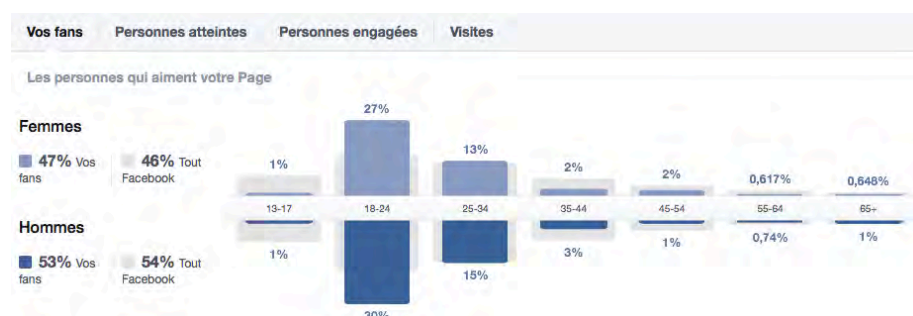 Vos fans Personnes atteintes Personnes engagées Visites
Les personnes qui aiment votre Page
Femmes
47% Vos fans
46% Tout Facebook
1% 27% 13% 2% 2% 0,617% 0,648%
13-17 18-24 25-34 35-44 45-54 55-64 65+
Hommes
53% Vos fans
54% Tout Facebook
1% 30% 15% 3% 1% 0,74% 1%